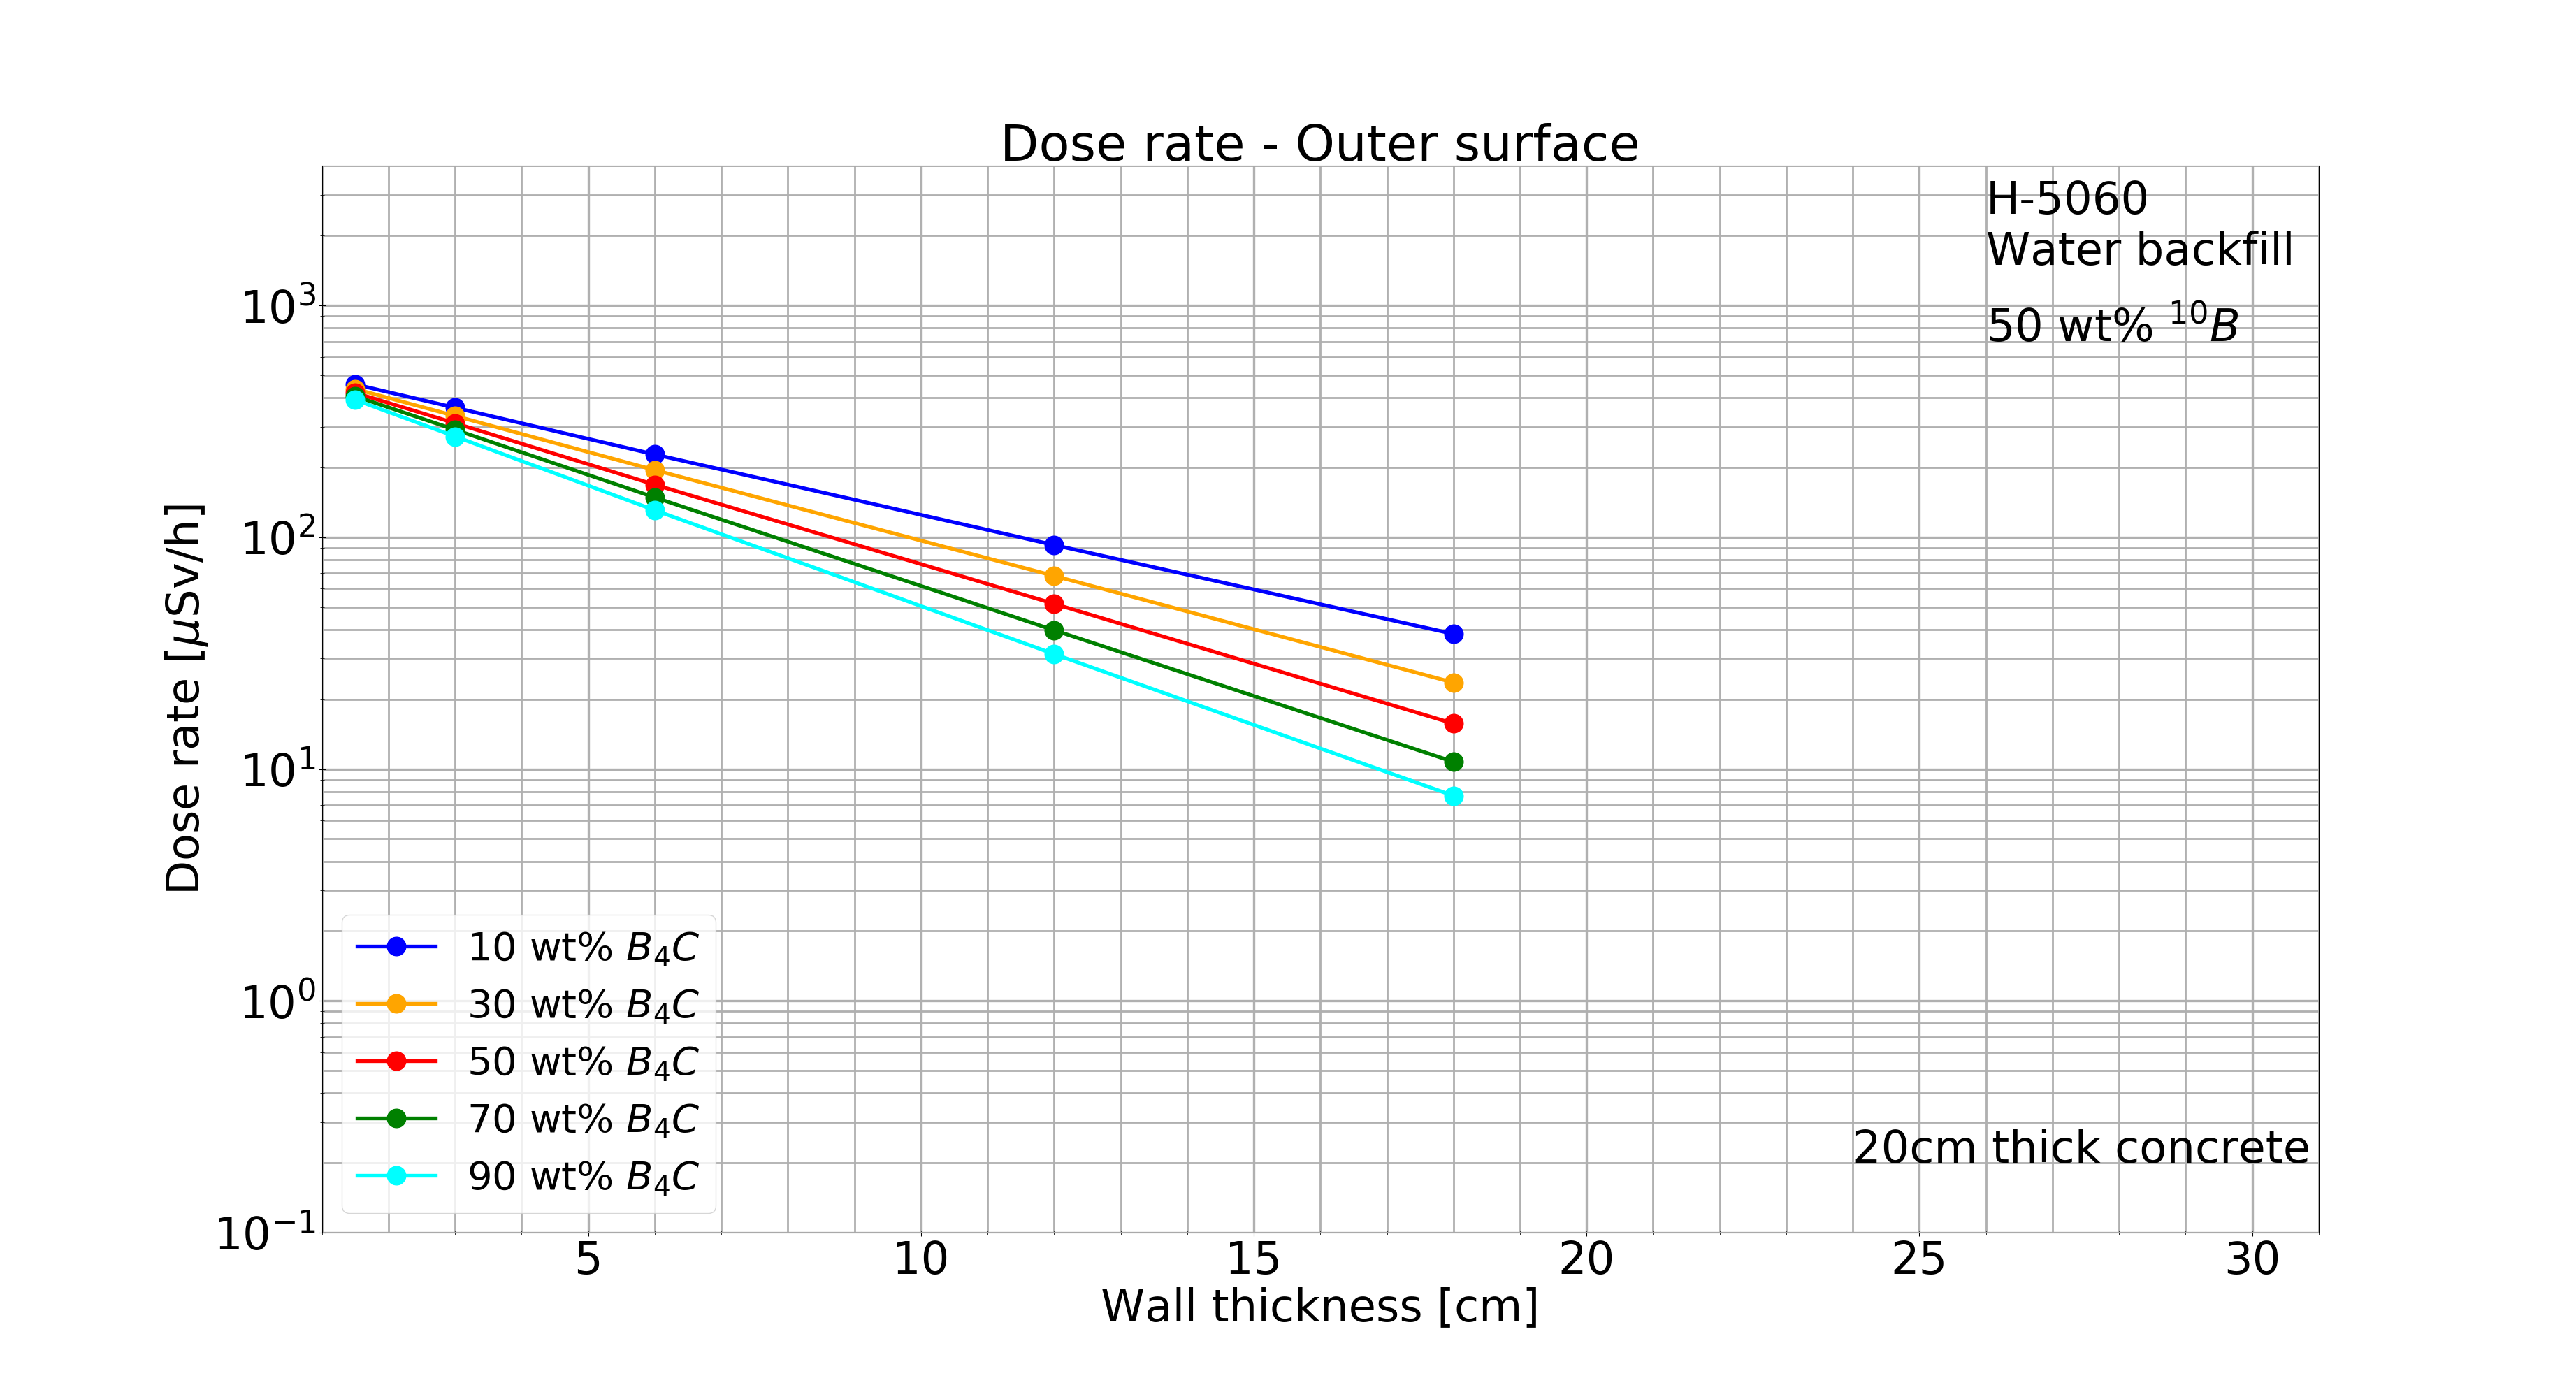 Dose rate - Outer surface
H-5060
Water backfill
50 wt% ¹⁰B
10³
10²
10¹
10⁰
10⁻¹
Dose rate [μSv/h]
10 wt% B₄C
30 wt% B₄C
50 wt% B₄C
70 wt% B₄C
90 wt% B₄C
20cm thick concrete
5 10 15 20 25 30
Wall thickness [cm]